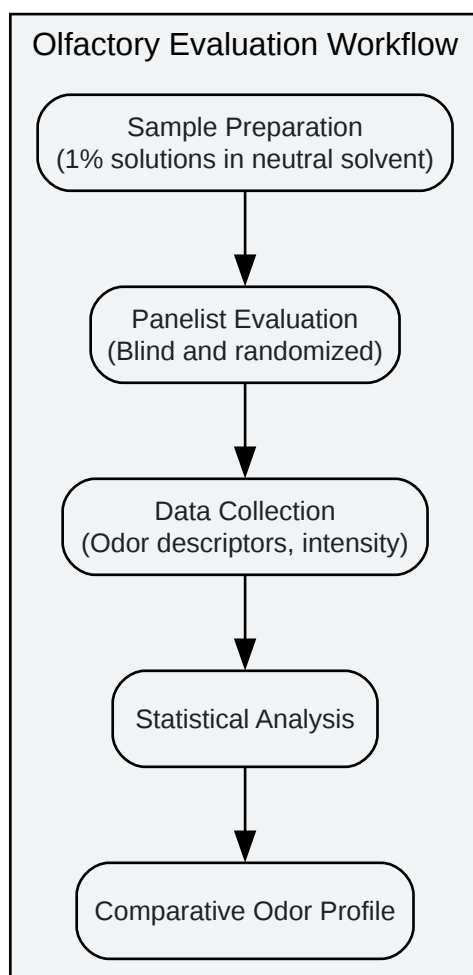 Olfactory Evaluation Workflow
Sample Preparation
(1% solutions in neutral solvent)
Panelist Evaluation
(Blind and randomized)
Data Collection
(Odor descriptors, intensity)
Statistical Analysis
Comparative Odor Profile